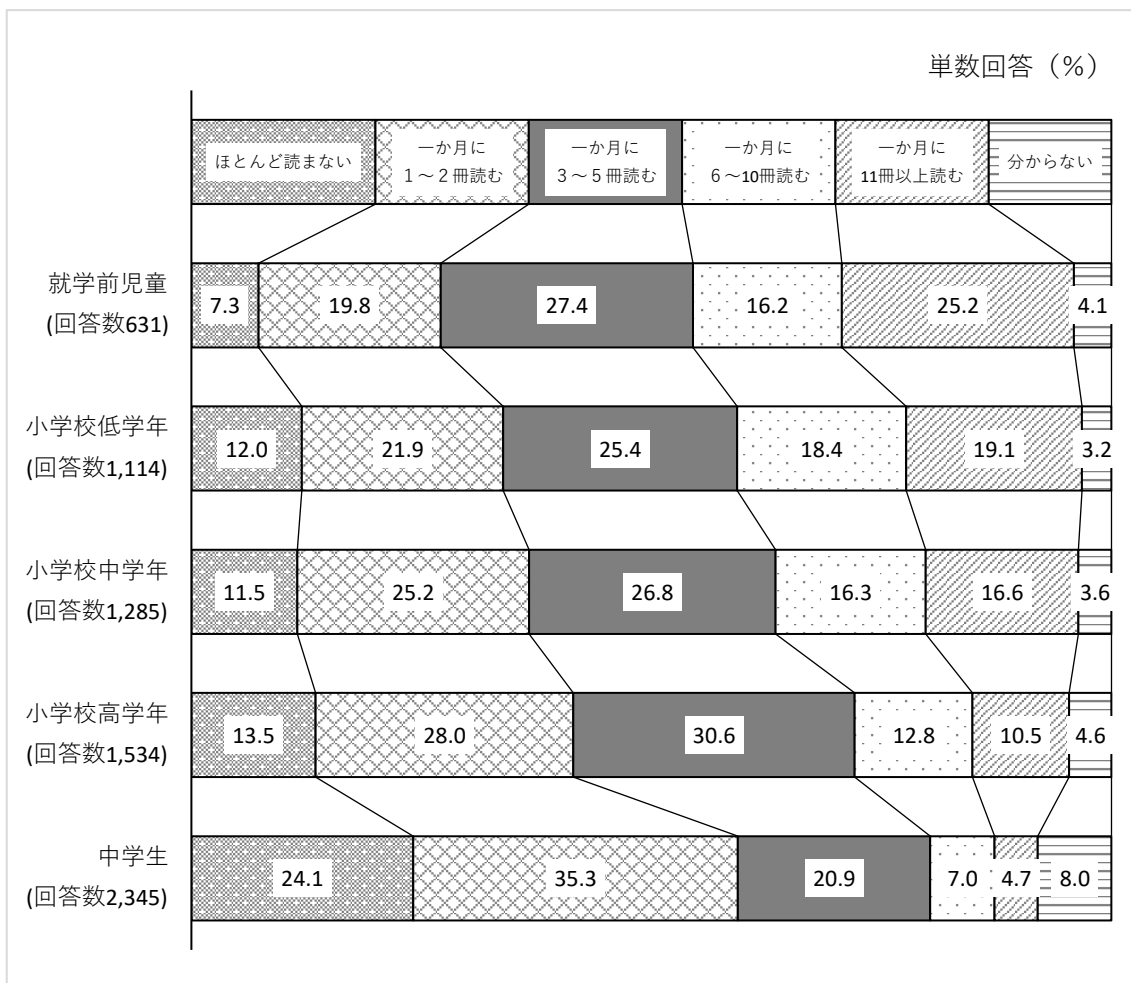 単数回答（%）
ほとんど読まない
一か月に
１～２冊読む
一か月に
３～５冊読む
一か月に
６～10冊読む
一か月に
11冊以上読む
分からない
就学前児童
(回答数631)
7.3 19.8 27.4 16.2 25.2 4.1
小学校低学年
(回答数1,114)
12.0 21.9 25.4 18.4 19.1 3.2
小学校中学年
(回答数1,285)
11.5 25.2 26.8 16.3 16.6 3.6
小学校高学年
(回答数1,534)
13.5 28.0 30.6 12.8 10.5 4.6
中学生
(回答数2,345)
24.1 35.3 20.9 7.0 4.7 8.0